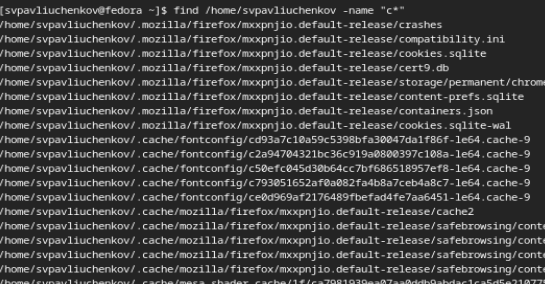 [svpavliuchenkov@fedora ~]$ find /home/svpavliuchenkov -name "c*"
/home/svpavliuchenkov/.mozilla/firefox/mxxpnjio.default-release/crashes
/home/svpavliuchenkov/.mozilla/firefox/mxxpnjio.default-release/compatibility.ini
/home/svpavliuchenkov/.mozilla/firefox/mxxpnjio.default-release/cookies.sqlite
/home/svpavliuchenkov/.mozilla/firefox/mxxpnjio.default-release/cert9.db
/home/svpavliuchenkov/.mozilla/firefox/mxxpnjio.default-release/storage/permanent/chrome
/home/svpavliuchenkov/.mozilla/firefox/mxxpnjio.default-release/content-prefs.sqlite
/home/svpavliuchenkov/.mozilla/firefox/mxxpnjio.default-release/containers.json
/home/svpavliuchenkov/.mozilla/firefox/mxxpnjio.default-release/cookies.sqlite-wal
/home/svpavliuchenkov/.cache/fontconfig/cd93a7c10a59c5398bfa30047da1f86f-le64.cache-9
/home/svpavliuchenkov/.cache/fontconfig/c2a94704321bc36c919a0800397c108a-le64.cache-9
/home/svpavliuchenkov/.cache/fontconfig/c50efc045d30b64cc7bf686518957ef8-le64.cache-9
/home/svpavliuchenkov/.cache/fontconfig/c793051652af0a082fa4b8a7ceb4a8c7-le64.cache-9
/home/svpavliuchenkov/.cache/fontconfig/ce0d969af2176489fbefad4fe7aa6451-le64.cache-9
/home/svpavliuchenkov/.cache/mozilla/firefox/mxxpnjio.default-release/cache2
/home/svpavliuchenkov/.cache/mozilla/firefox/mxxpnjio.default-release/safebrowsing/conte
/home/svpavliuchenkov/.cache/mozilla/firefox/mxxpnjio.default-release/safebrowsing/conte
/home/svpavliuchenkov/.cache/mozilla/firefox/mxxpnjio.default-release/safebrowsing/conte
/home/svpavliuchenkov/.cache/mozilla/firefox/mxxpnjio.default-release/safebrowsing/conte